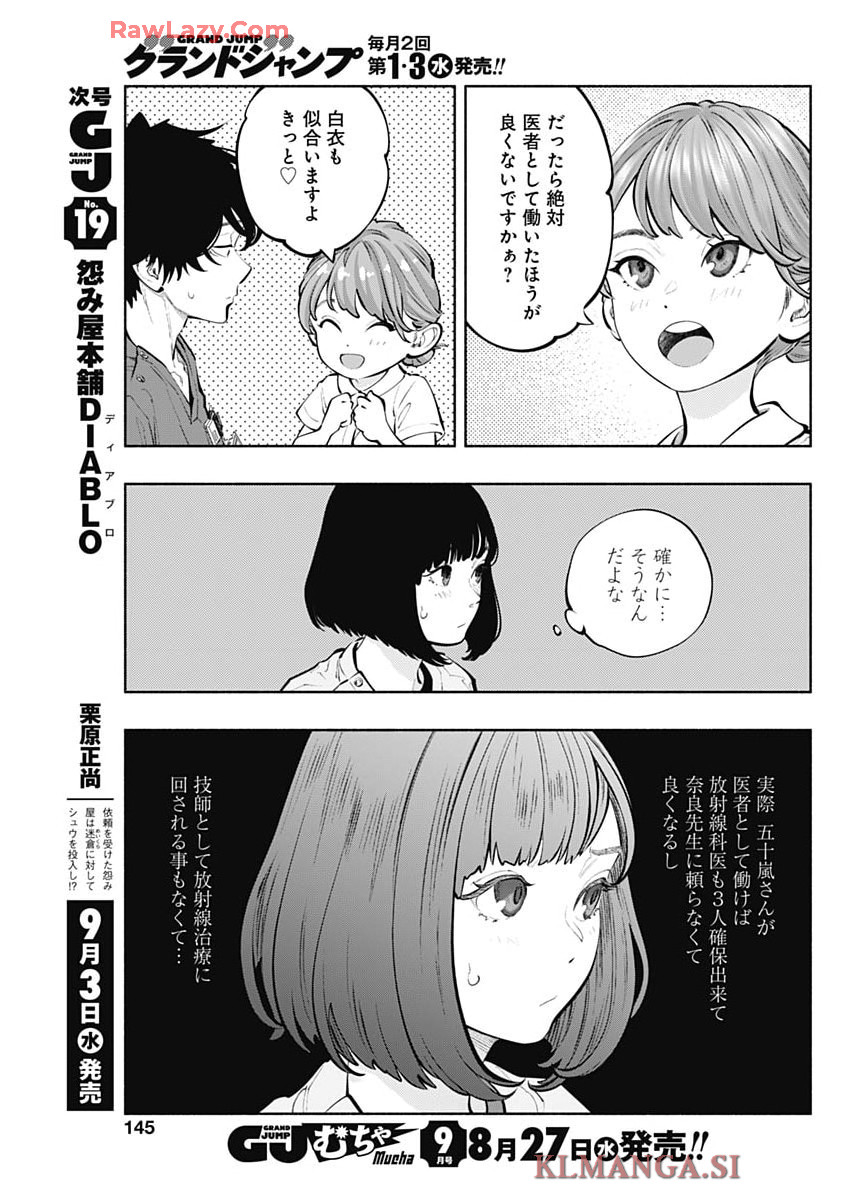 RawLazy.com
GRAND JUMP
グランドジャンプ
毎月2回
第1・3水発売!!
だったら絶対
医者として働いたほうが
良くないですかぁ?
白衣も
似合いますよ
きっと♡
確かに…
そうなん
だよな
実際 五十嵐さんが
医者として働けば
放射線科医も3人確保出来て
奈良先生に頼らなくて
良くなるし
技師として放射線治療に
回される事もなくて…
次号
GJ
GRAND JUMP
No.19
怨み屋本舗DIABLO
ディアブロ
栗原正尚
依頼を受けた怨み
屋は迷倉に対して
シュウを投入し!?
9月3日水発売
145
GRAND JUMP
GJむちゃ
Mucha
9月号
8月27日水発売!!
KLMANGA.SI